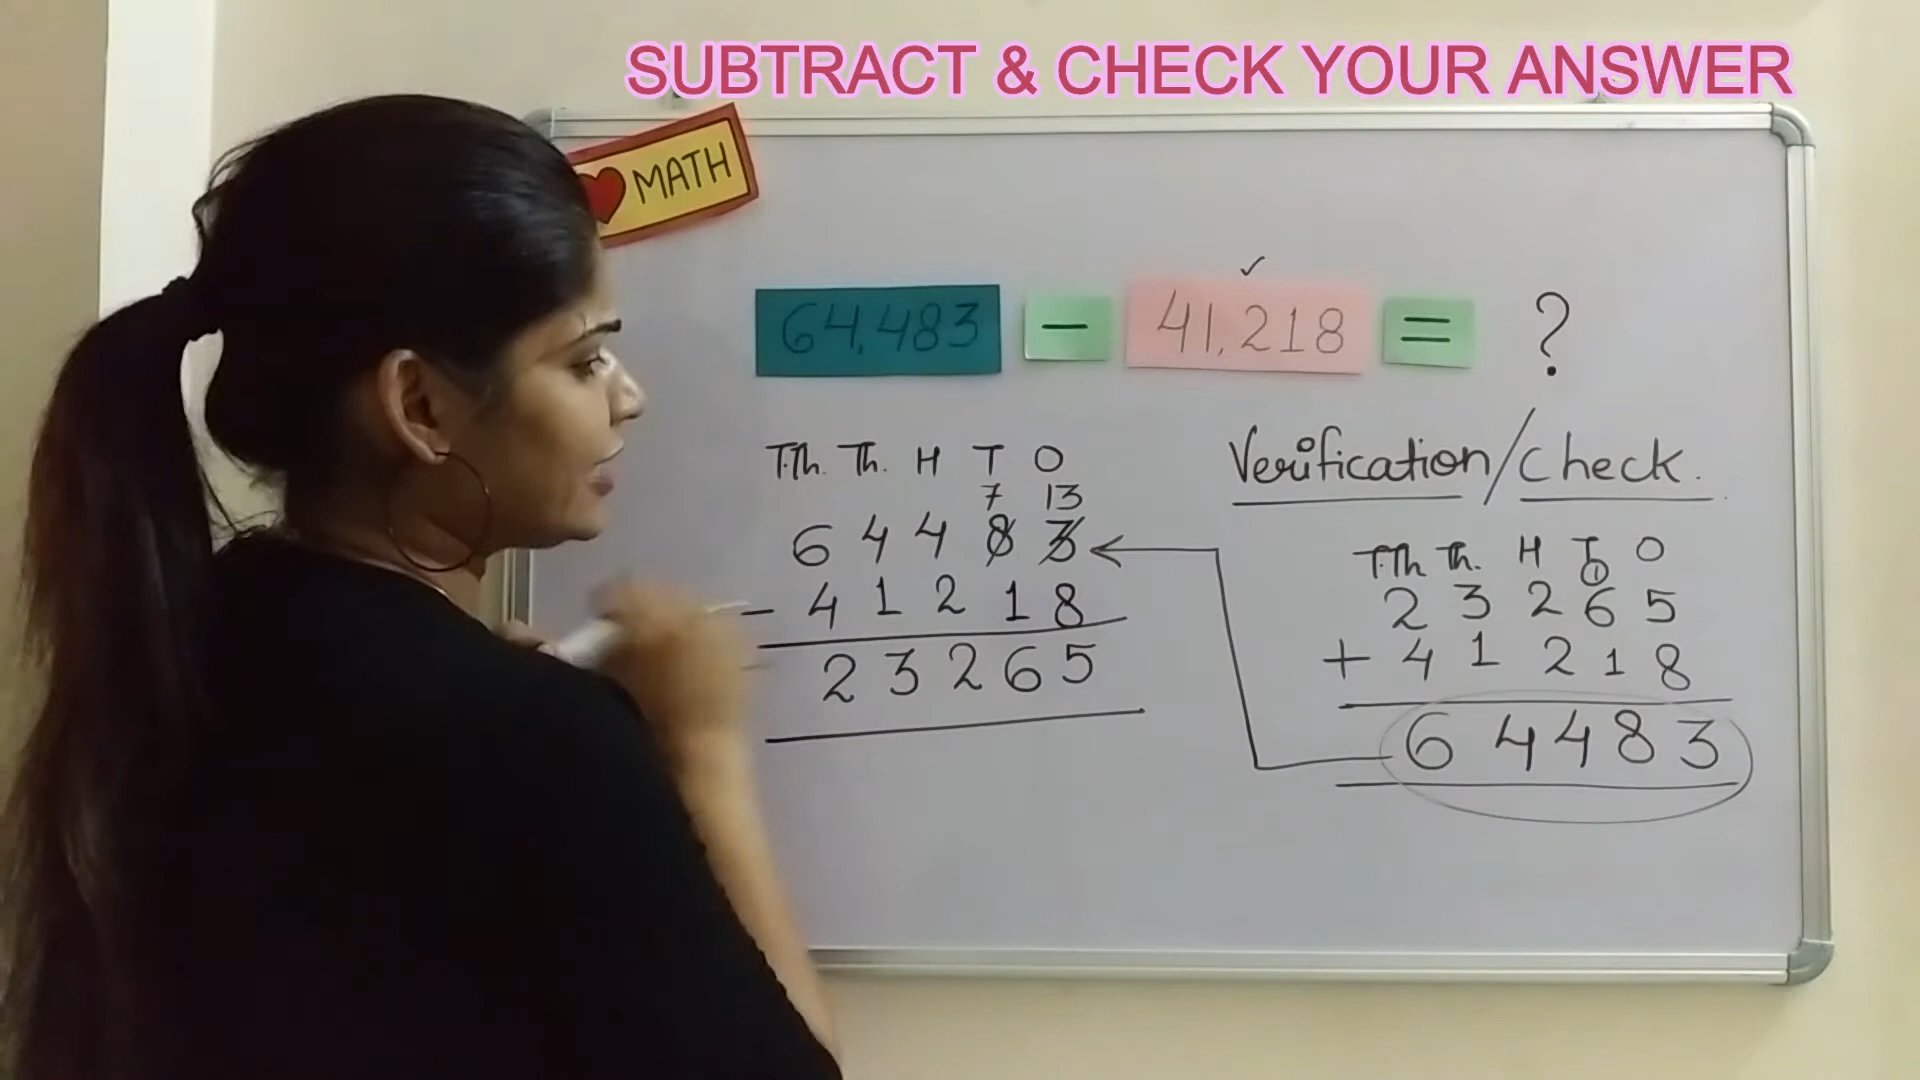 SUBTRACT & CHECK YOUR ANSWER
MATH
✓
64,483 - 41,218 = ?
T.Th. Th. H T O
7 13
6 4 4 8 3
- 4 1 2 1 8
2 3 2 6 5
Verification/check.
T.Th Th. H T O
1
2 3 2 6 5
+ 4 1 2 1 8
6 4 4 8 3